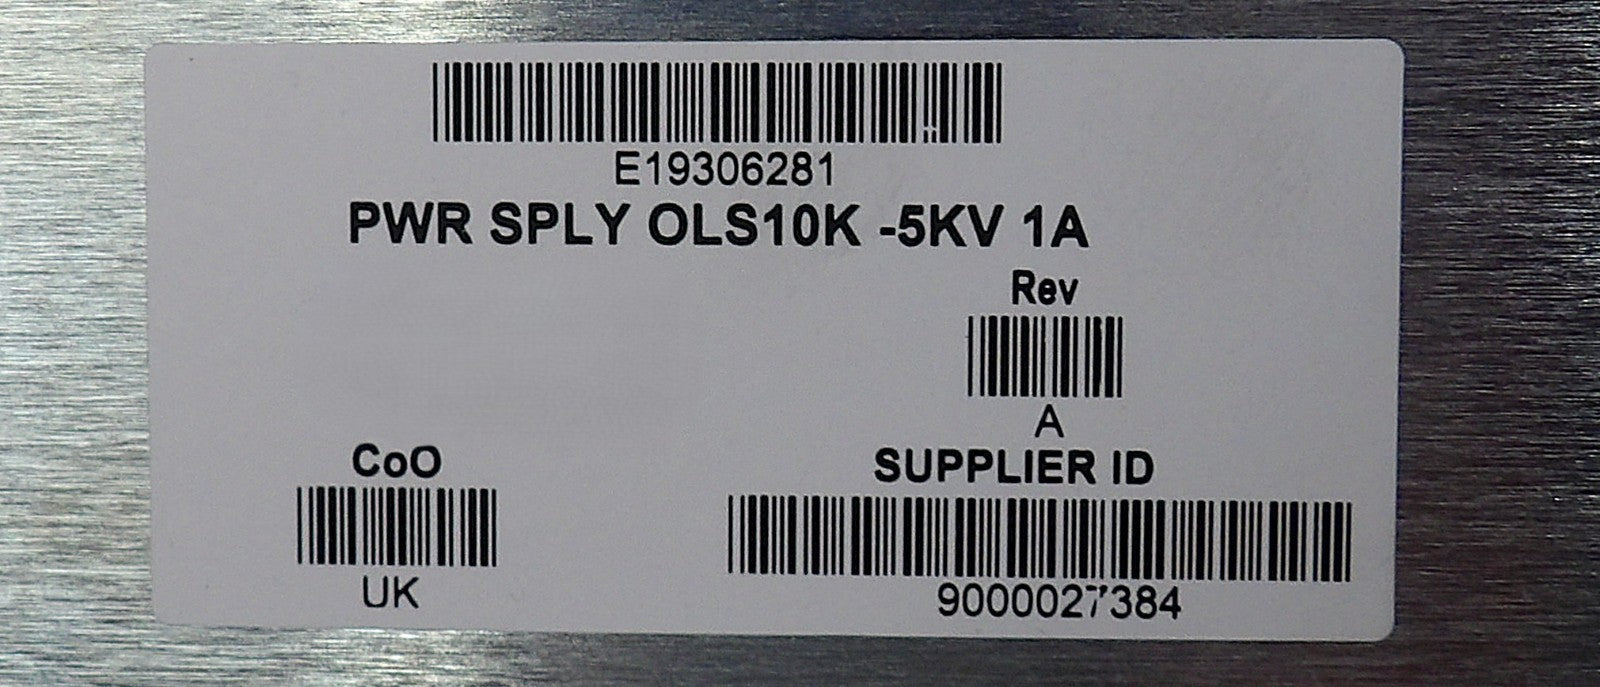 E19306281
PWR SPLY OLS10K -5KV 1A
Rev
A
CoO
UK
SUPPLIER ID
9000027384